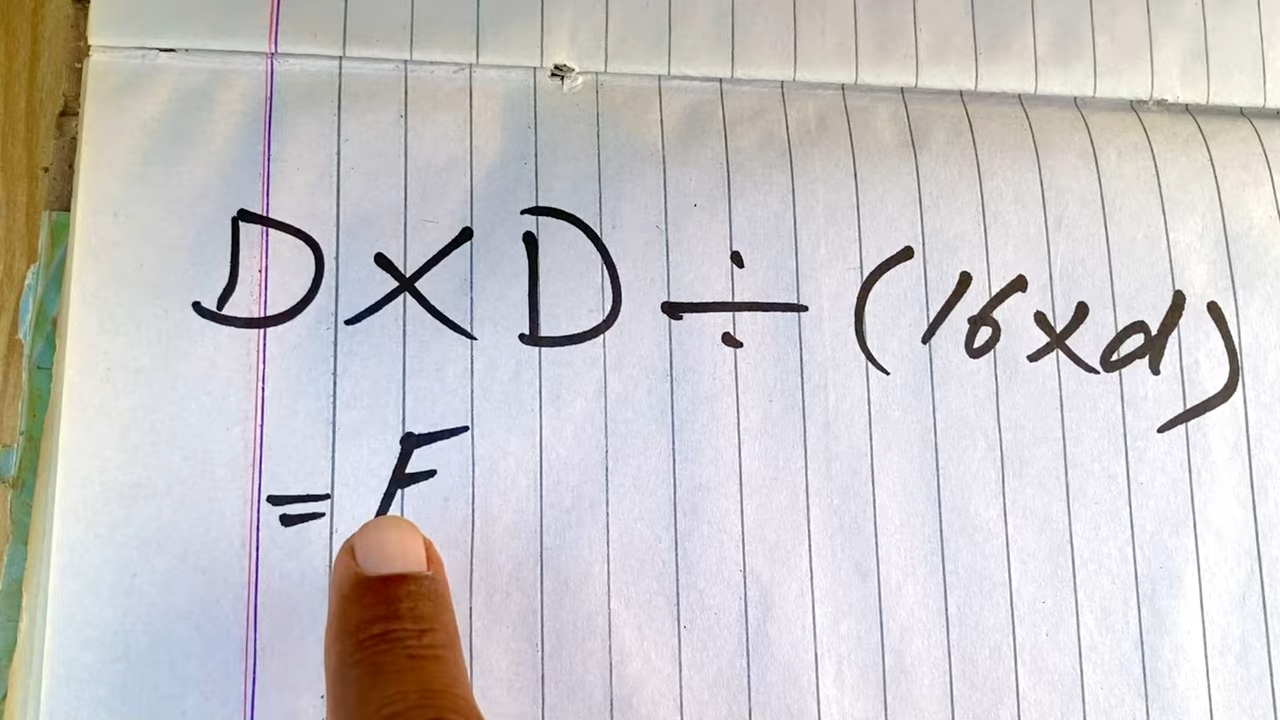 D × D ÷ (16 × d)
= F